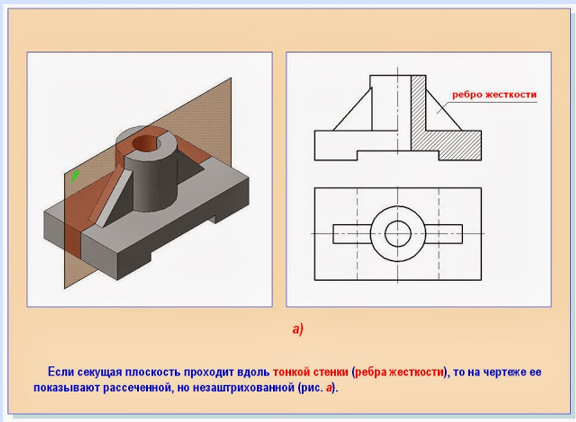 ребро жесткости
а)
Если секущая плоскость проходит вдоль тонкой стенки (ребра жесткости), то на чертеже ее
показывают рассеченной, но незаштрихованной (рис. а).